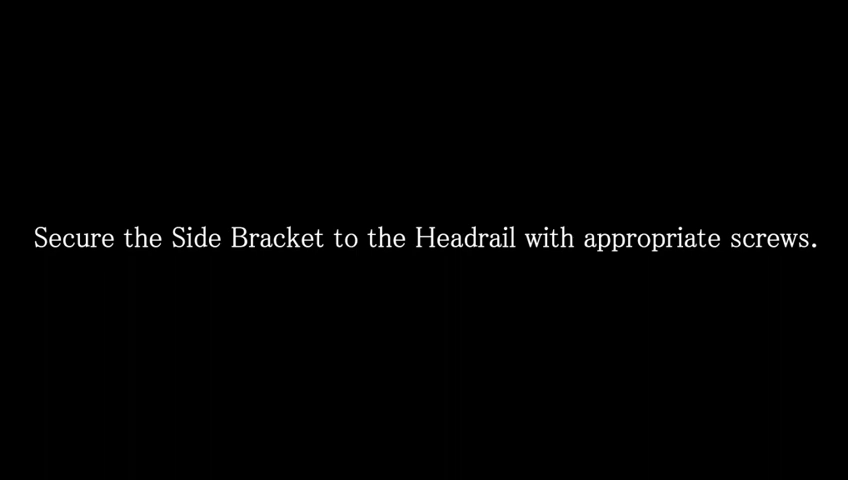 Secure the Side Bracket to the Headrail with appropriate screws.